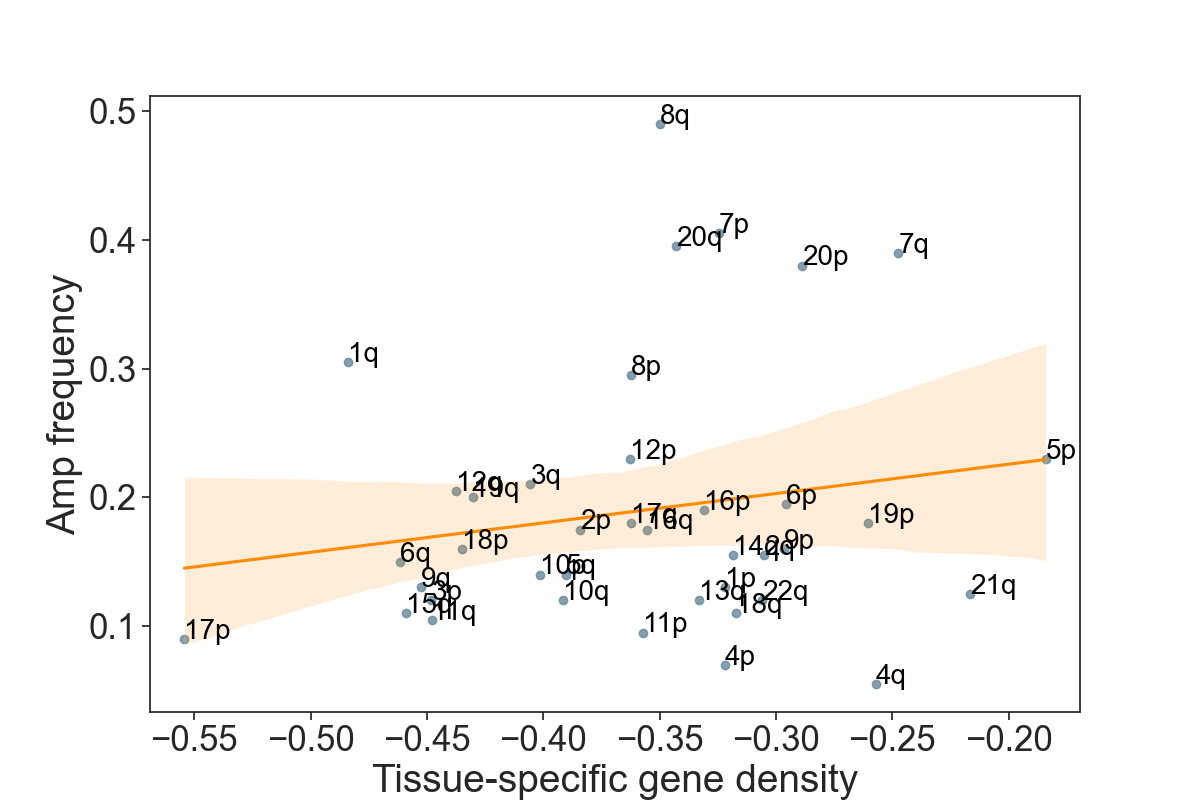 0.5
0.4
0.3
0.2
0.1
Amp frequency
8q
7p
20q
7q
20p
1q
8p
12p
5p
3q
12q
19q
6p
16p
17q
16q
2p
19p
18p
14q
2q
9p
6q
10p
5q
9q
3p
1p
10q
13q
22q
21q
15q
11q
18q
17p
11p
4p
4q
−0.55 −0.50 −0.45 −0.40 −0.35 −0.30 −0.25 −0.20
Tissue-specific gene density